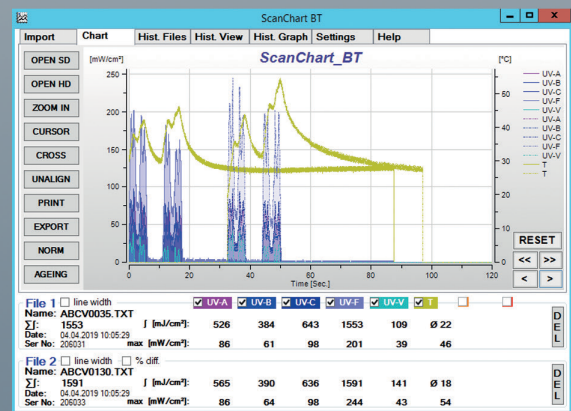 ScanChart BT
Import Chart Hist. Files Hist. View Hist. Graph Settings Help
OPEN SD
OPEN HD
ZOOM IN
CURSOR
CROSS
UNALIGN
PRINT
EXPORT
NORM
AGEING
ScanChart_BT
[mW/cm²]
[°C]
250
200
150
100
50
0
60
50
40
30
20
10
0
0 20 40 60 80 100 120
Time [Sec.]
UV-A
UV-B
UV-C
UV-F
UV-V
UV-A
UV-B
UV-C
UV-F
UV-V
T
T
RESET
<< >>
< >
File 1 line width UV-A UV-B UV-C UV-F UV-V T
Name: ABCV0035.TXT
∑∫: 1553 ∫ [mJ/cm²]: 526 384 643 1553 109 Ø 22
Date: 04.04.2019 10:05:29
Ser No: 206031 max [mW/cm²]: 86 61 98 201 39 46
DEL
File 2 line width % diff.
Name: ABCV0130.TXT
∑∫: 1591 ∫ [mJ/cm²]: 565 390 636 1591 141 Ø 18
Date: 04.04.2019 10:05:29
Ser No: 206033 max [mW/cm²]: 86 64 98 244 43 54
DEL